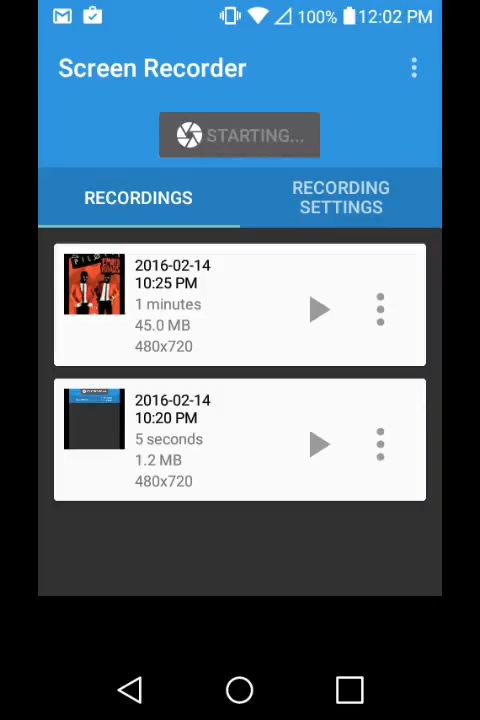 100% 12:02 PM
Screen Recorder
STARTING...
RECORDINGS
RECORDING
SETTINGS
2016-02-14
10:25 PM
1 minutes
45.0 MB
480x720
2016-02-14
10:20 PM
5 seconds
1.2 MB
480x720